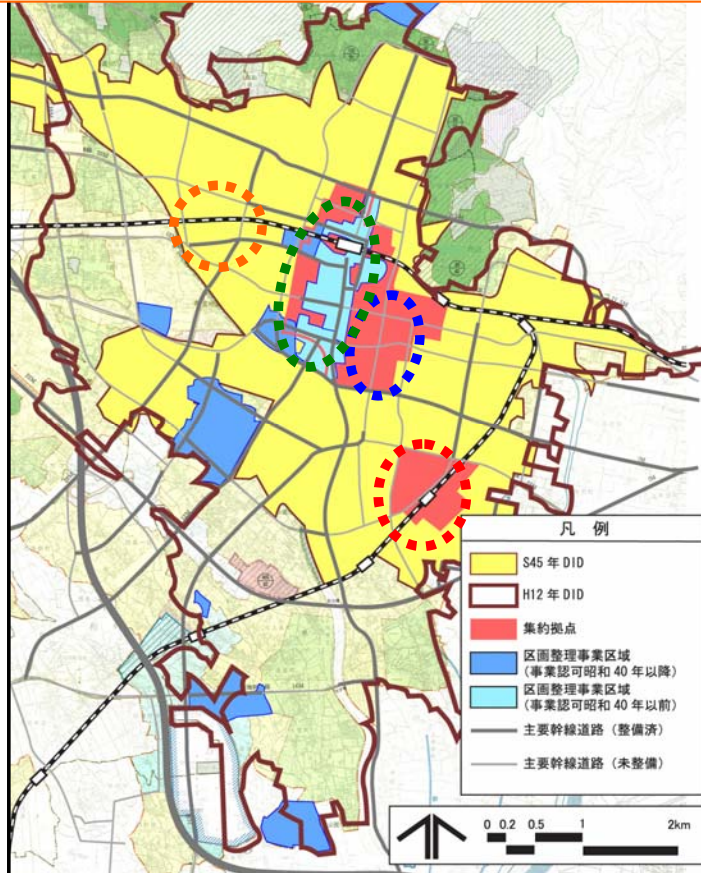 凡 例
S45 年 DID
H12 年 DID
集約拠点
区画整理事業区域
(事業認可昭和 40 年以降)
区画整理事業区域
(事業認可昭和 40 年以前)
主要幹線道路（整備済）
主要幹線道路（未整備）
0 0.2 0.5 1 2km